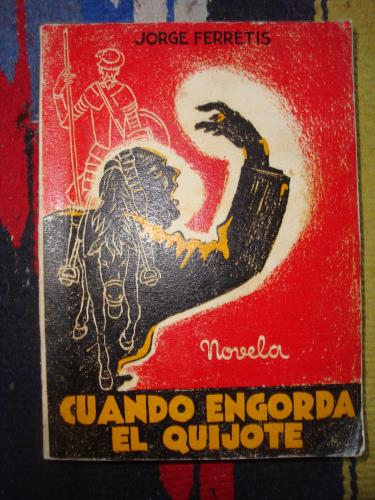 JORGE FERRETIS
Novela
CUANDO ENGORDA
EL QUIJOTE